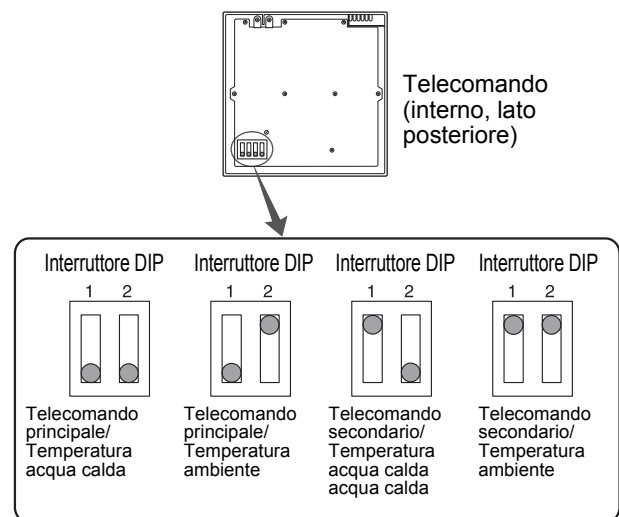 Telecomando
(interno, lato
posteriore)
Interruttore DIP
1 2
Telecomando
principale/
Temperatura
acqua calda
Interruttore DIP
1 2
Telecomando
principale/
Temperatura
ambiente
Interruttore DIP
1 2
Telecomando
secondario/
Temperatura
acqua calda
acqua calda
Interruttore DIP
1 2
Telecomando
secondario/
Temperatura
ambiente